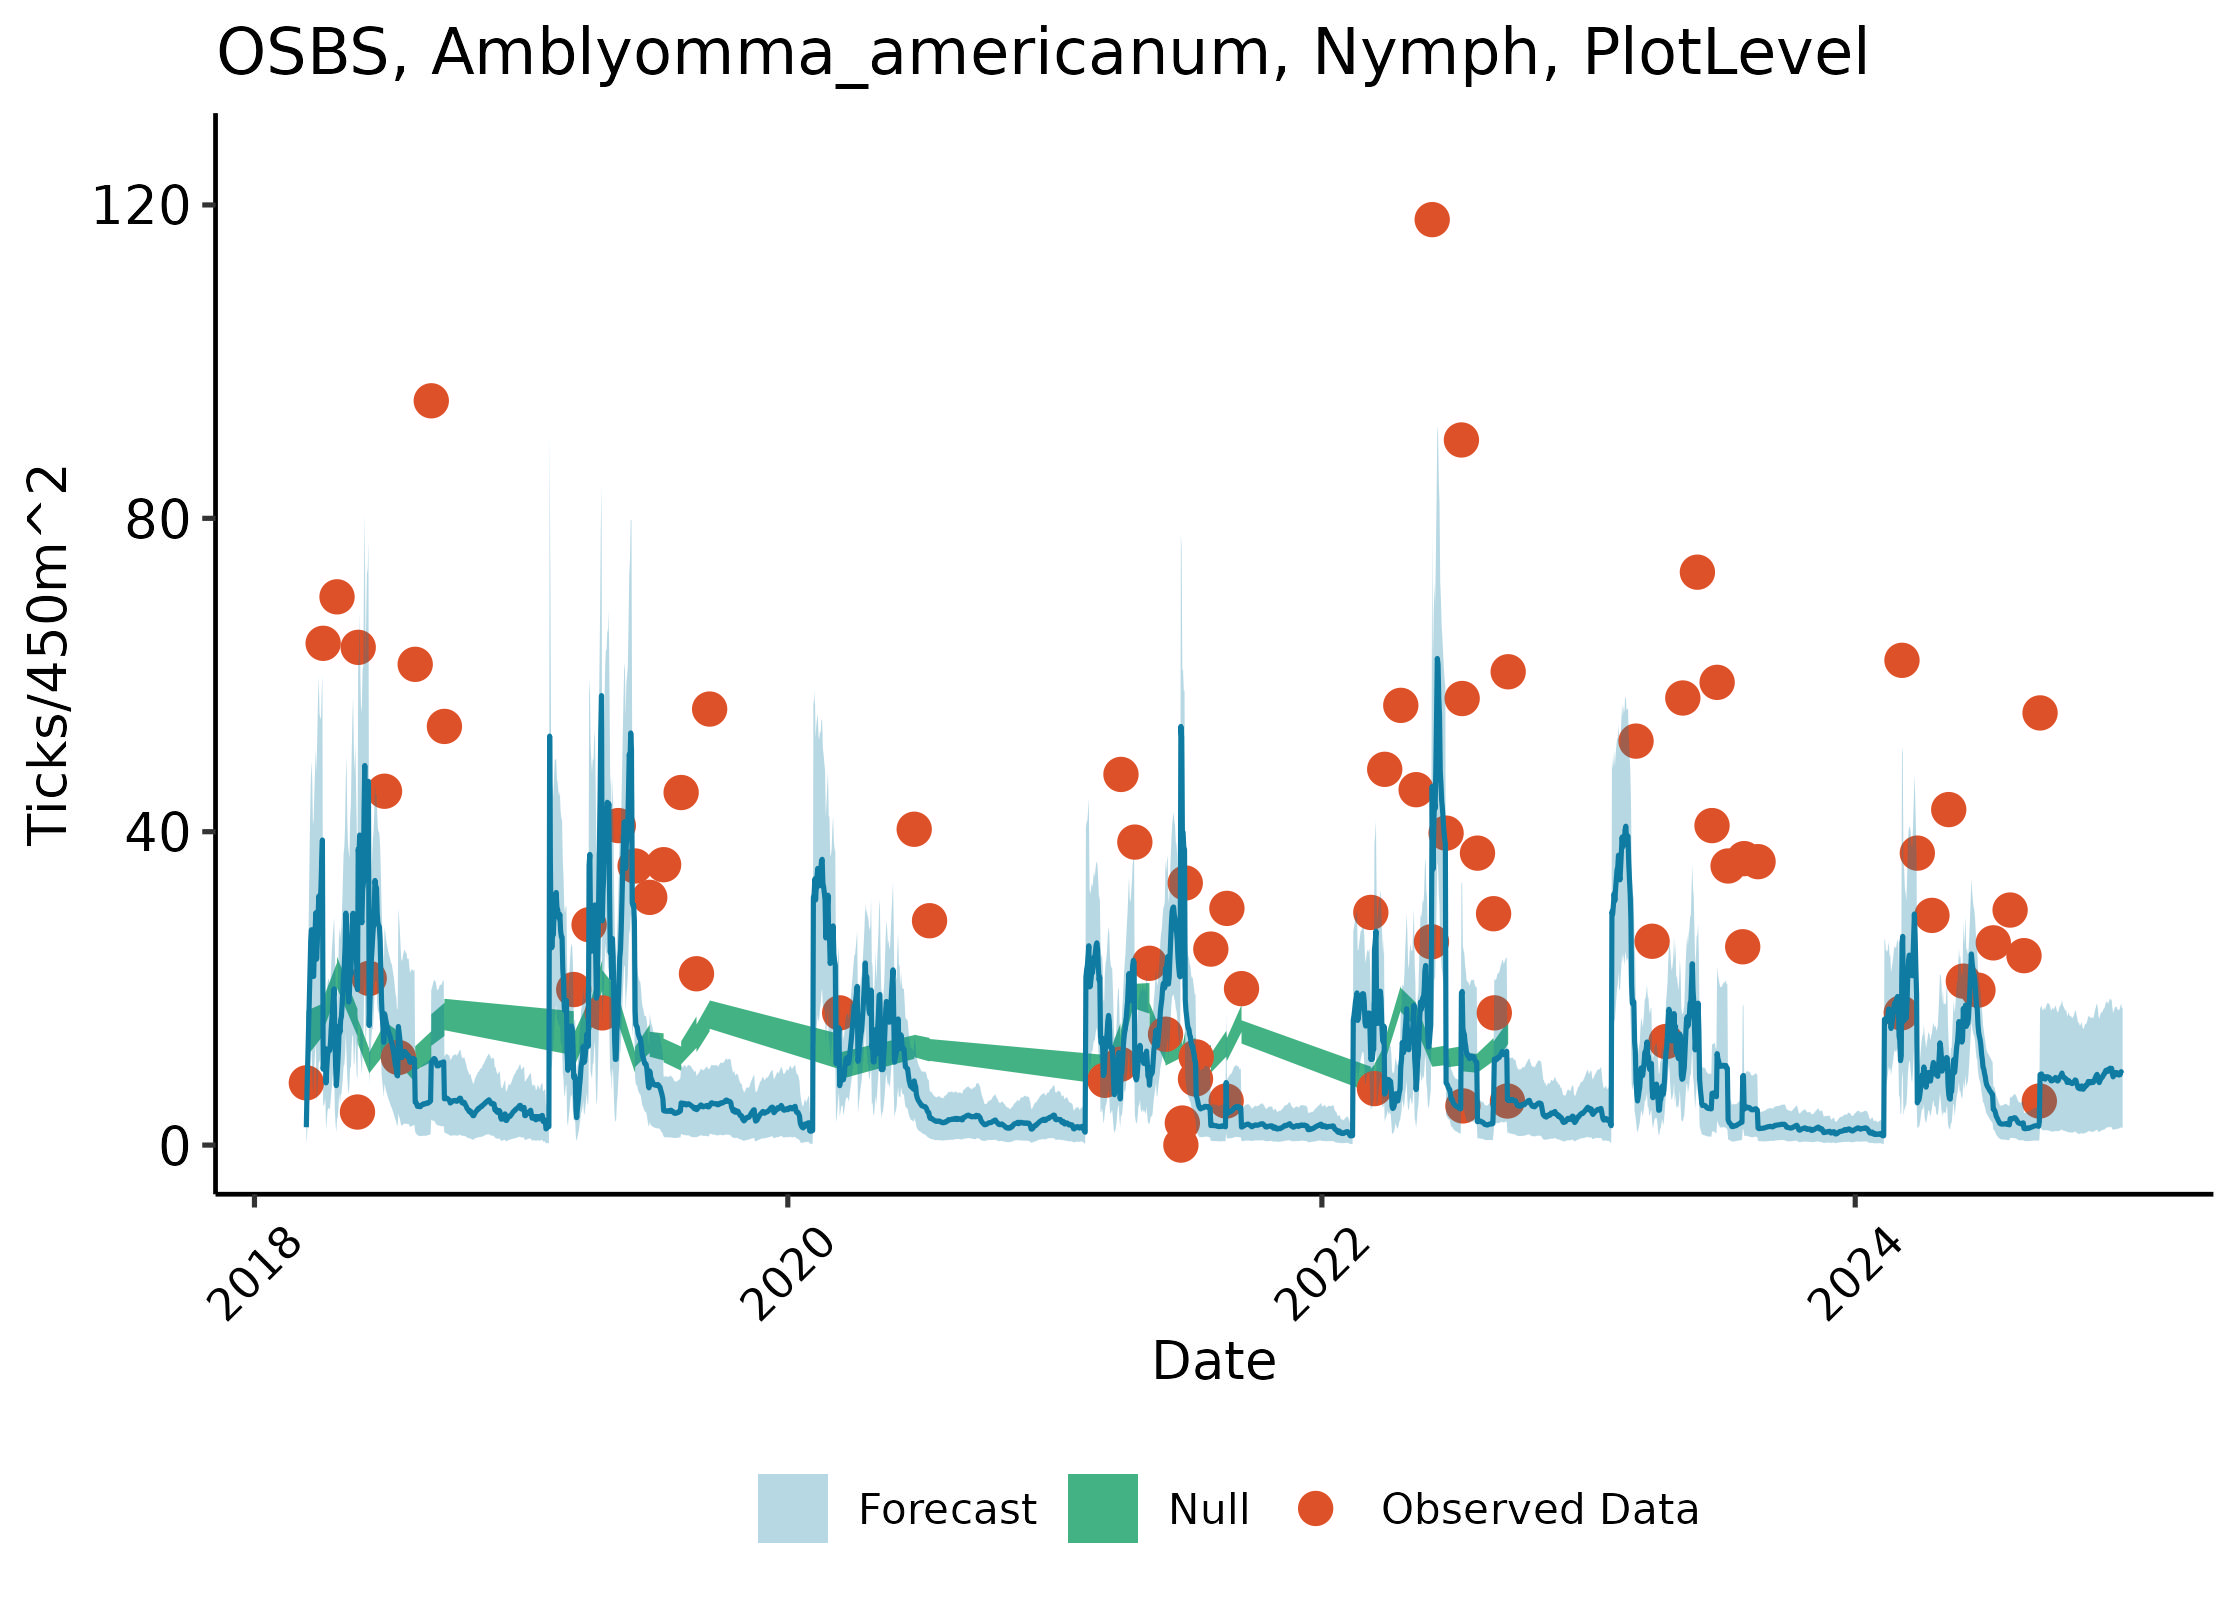 OSBS, Amblyomma_americanum, Nymph, PlotLevel
Ticks/450m^2
120
80
40
0
2018
2020
2022
2024
Date
Forecast
Null
Observed Data